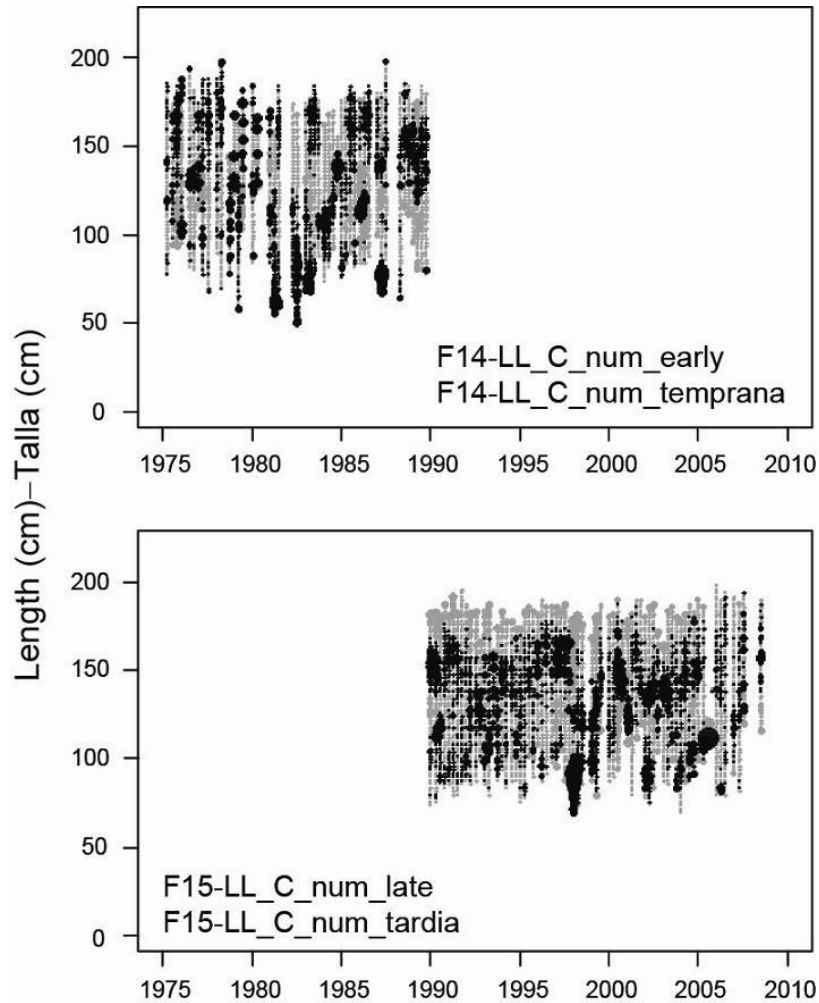 Length (cm)–Talla (cm)
200
150
100
50
0
F14-LL_C_num_early
F14-LL_C_num_temprana
1975 1980 1985 1990 1995 2000 2005 2010
200
150
100
50
0
F15-LL_C_num_late
F15-LL_C_num_tardia
1975 1980 1985 1990 1995 2000 2005 2010